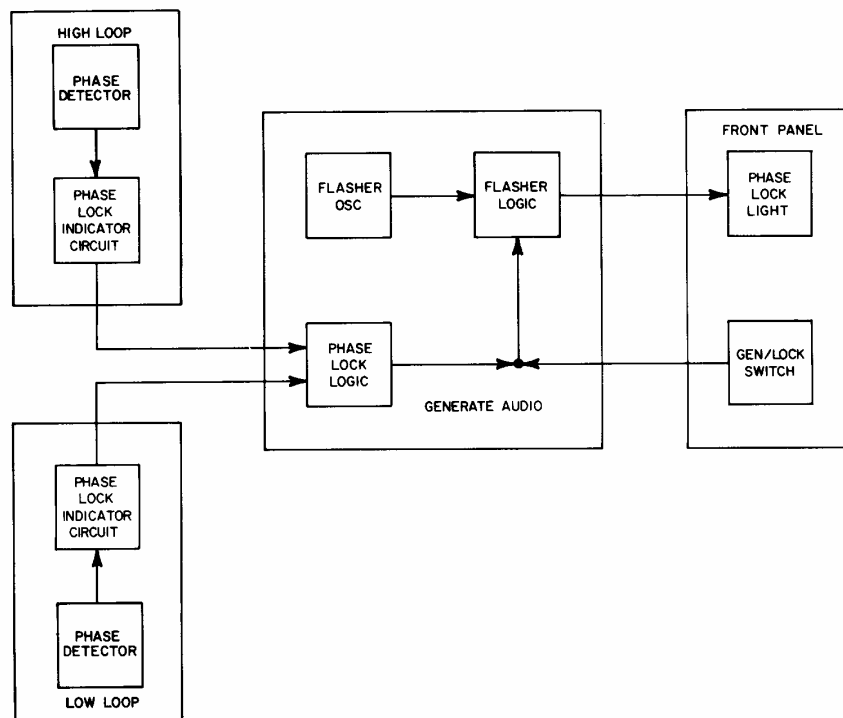 HIGH LOOP
PHASE
DETECTOR
PHASE
LOCK
INDICATOR
CIRCUIT
FLASHER
OSC
FLASHER
LOGIC
FRONT PANEL
PHASE
LOCK
LIGHT
PHASE
LOCK
LOGIC
GENERATE AUDIO
GEN/LOCK
SWITCH
PHASE
LOCK
INDICATOR
CIRCUIT
PHASE
DETECTOR
LOW LOOP